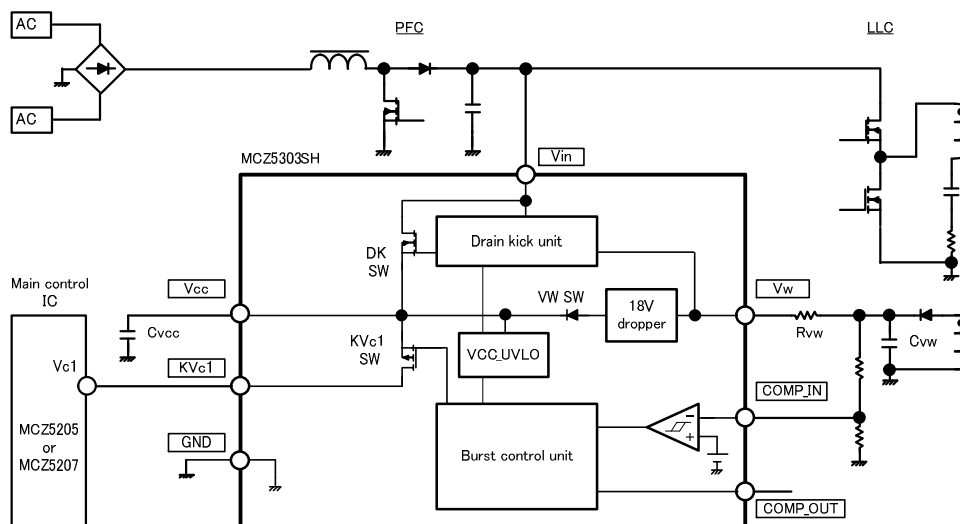 AC
PFC
LLC
AC
MCZ5303SH
Vin
Drain kick unit
DK
SW
Main control
IC
Vcc
VW SW
18V
dropper
Vw
Cvcc
Rvw
Cvw
KVc1
SW
VCC_UVLO
Vc1
KVc1
COMP_IN
MCZ5205
or
MCZ5207
GND
Burst control unit
COMP_OUT